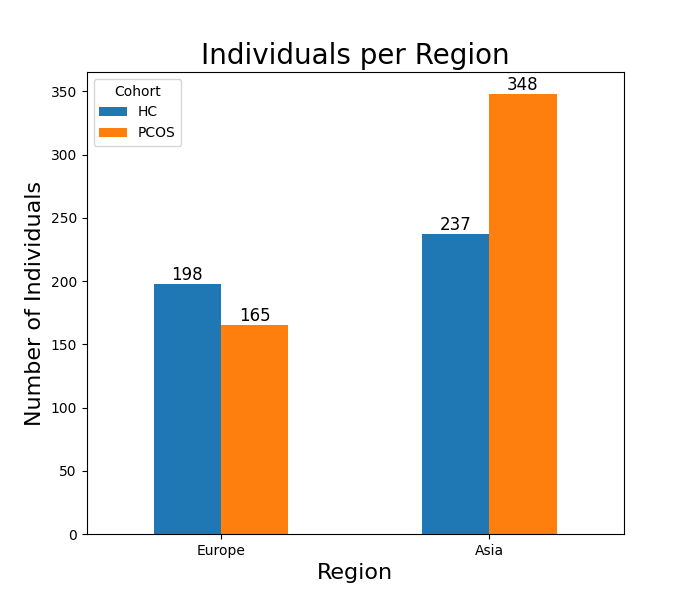 Individuals per Region
Cohort
HC
PCOS
Number of Individuals
350
300
250
200
150
100
50
0
198
165
237
348
Europe
Asia
Region